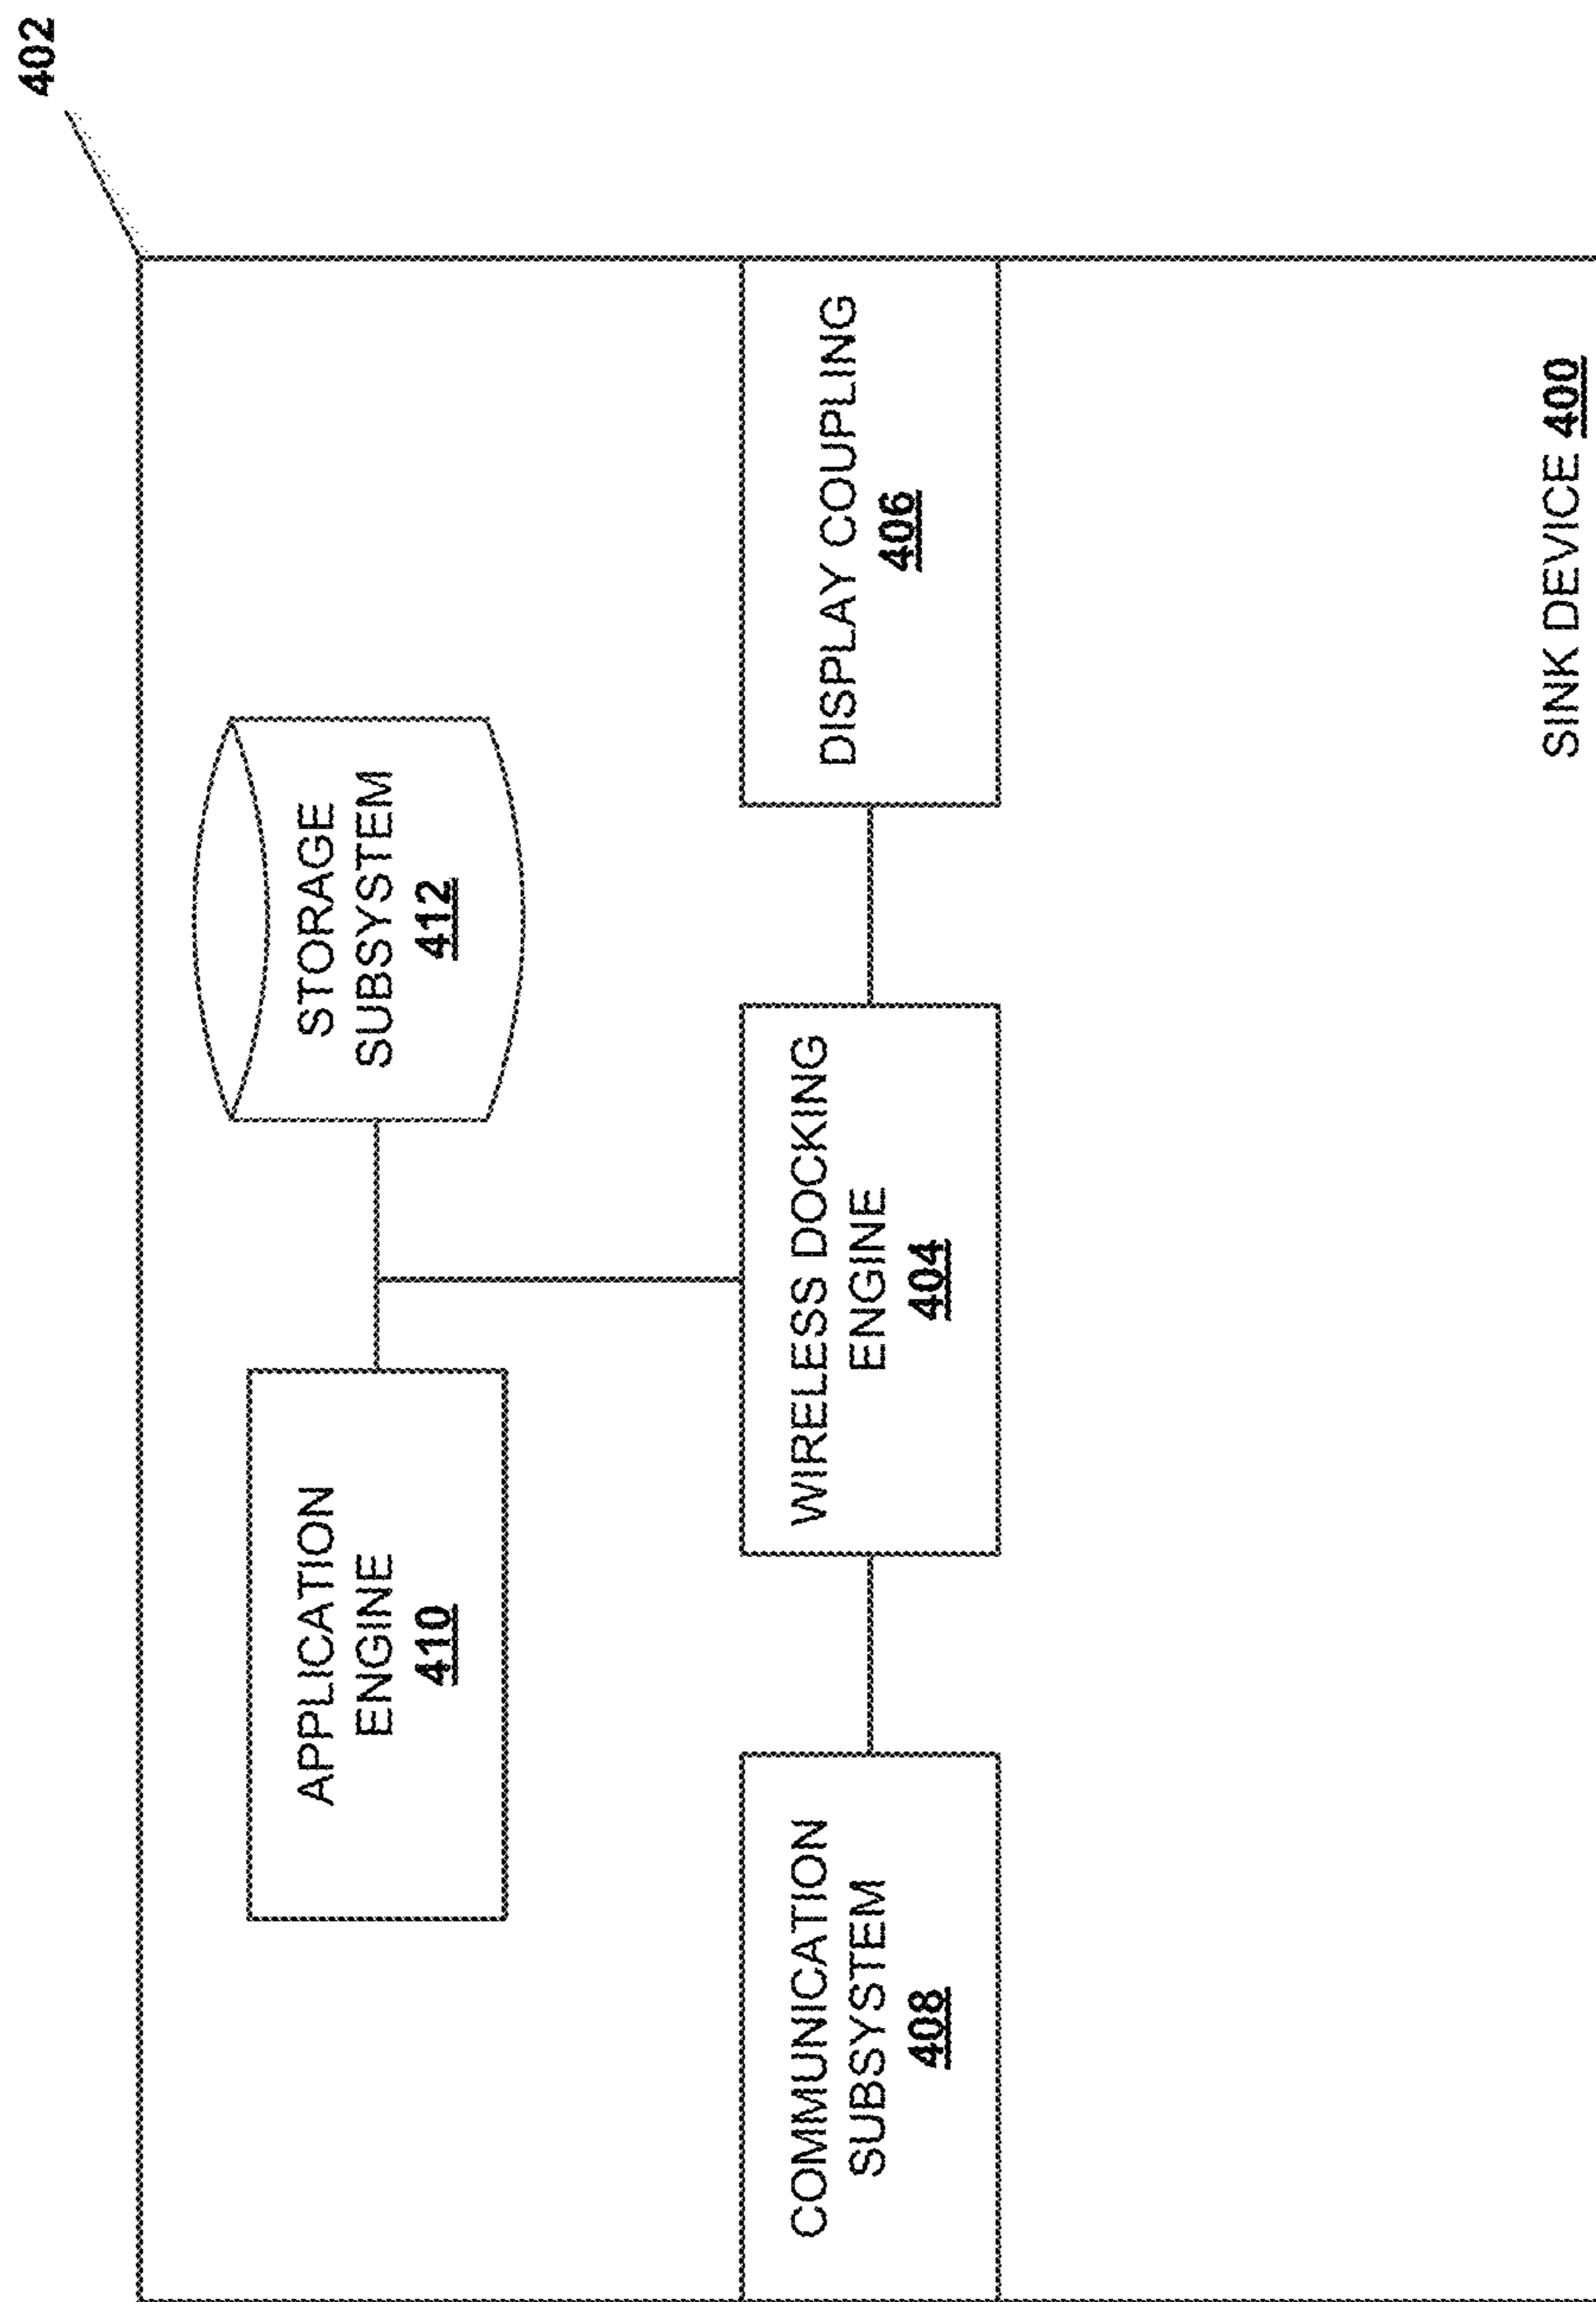 402
APPLICATION
ENGINE
410
STORAGE
SUBSYSTEM
412
COMMUNICATION
SUBSYSTEM
408
WIRELESS DOCKING
ENGINE
404
DISPLAY COUPLING
406
SINK DEVICE 400